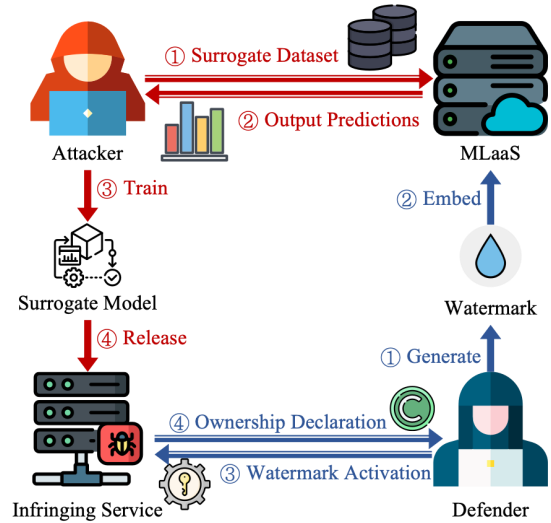 ① Surrogate Dataset
② Output Predictions
Attacker
MLaaS
③ Train
② Embed
Surrogate Model
Watermark
④ Release
① Generate
④ Ownership Declaration
③ Watermark Activation
Infringing Service
Defender